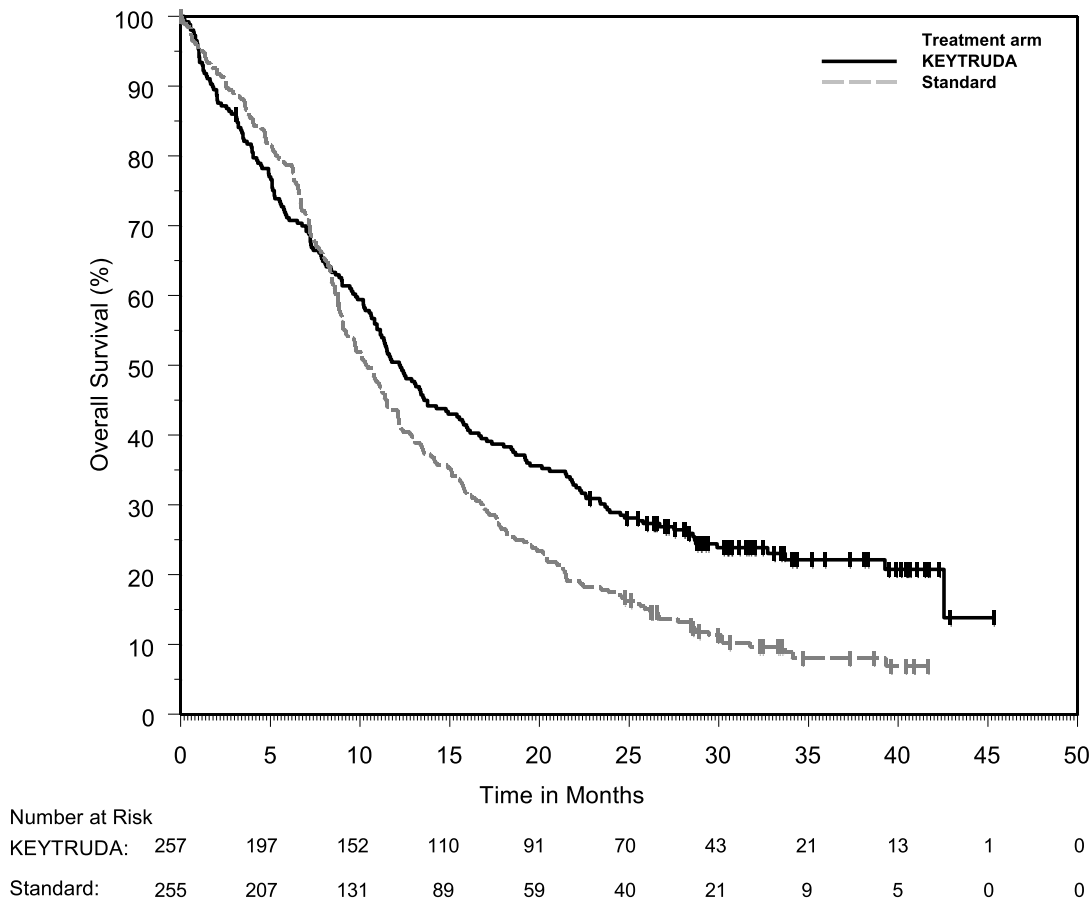 100
90
80
70
60
50
40
30
20
10
0
Overall Survival (%)
Treatment arm
KEYTRUDA
Standard
0 5 10 15 20 25 30 35 40 45 50
Time in Months
Number at Risk
KEYTRUDA: 257 197 152 110 91 70 43 21 13 1 0
Standard: 255 207 131 89 59 40 21 9 5 0 0